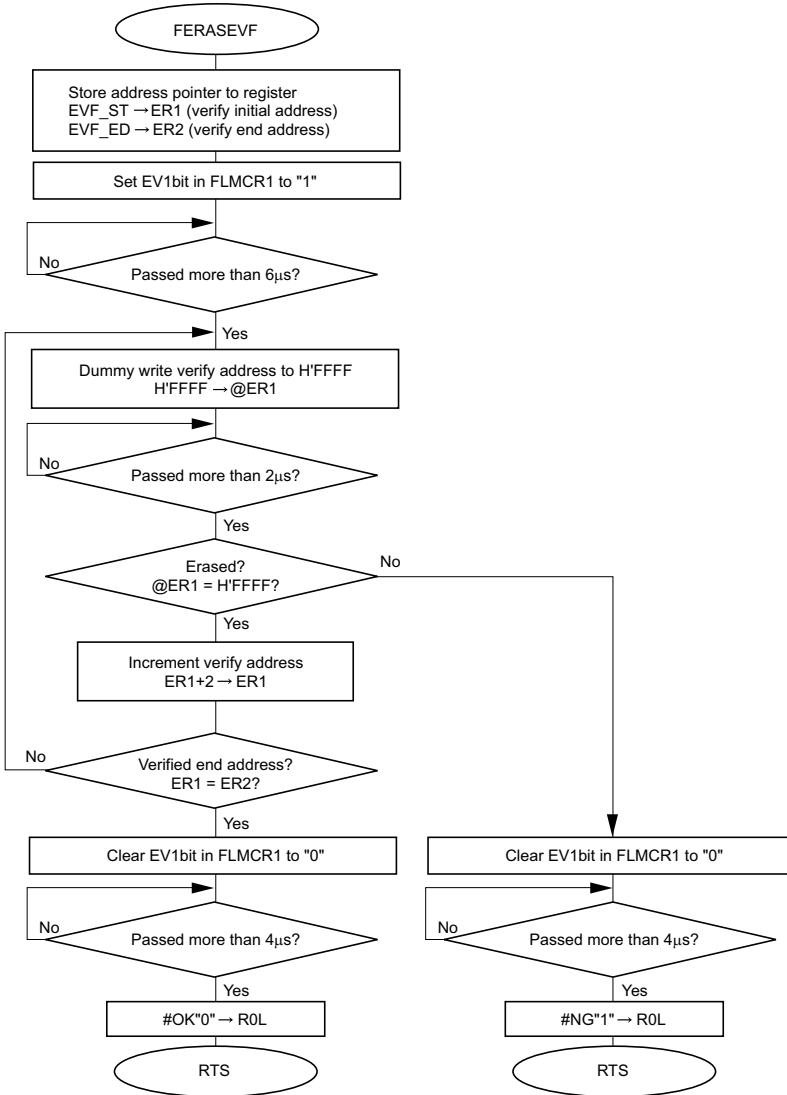 FERASEVF
Store address pointer to register
EVF_ST → ER1 (verify initial address)
EVF_ED → ER2 (verify end address)
Set EV1bit in FLMCR1 to "1"
No
Passed more than 6μs?
Yes
Dummy write verify address to H'FFFF
H'FFFF → @ER1
No
Passed more than 2μs?
Yes
Erased?
@ER1 = H'FFFF?
No
Yes
Increment verify address
ER1+2 → ER1
No
Verified end address?
ER1 = ER2?
Yes
Clear EV1bit in FLMCR1 to "0"
No
Passed more than 4μs?
Yes
#OK"0" → R0L
RTS
Clear EV1bit in FLMCR1 to "0"
No
Passed more than 4μs?
Yes
#NG"1" → R0L
RTS